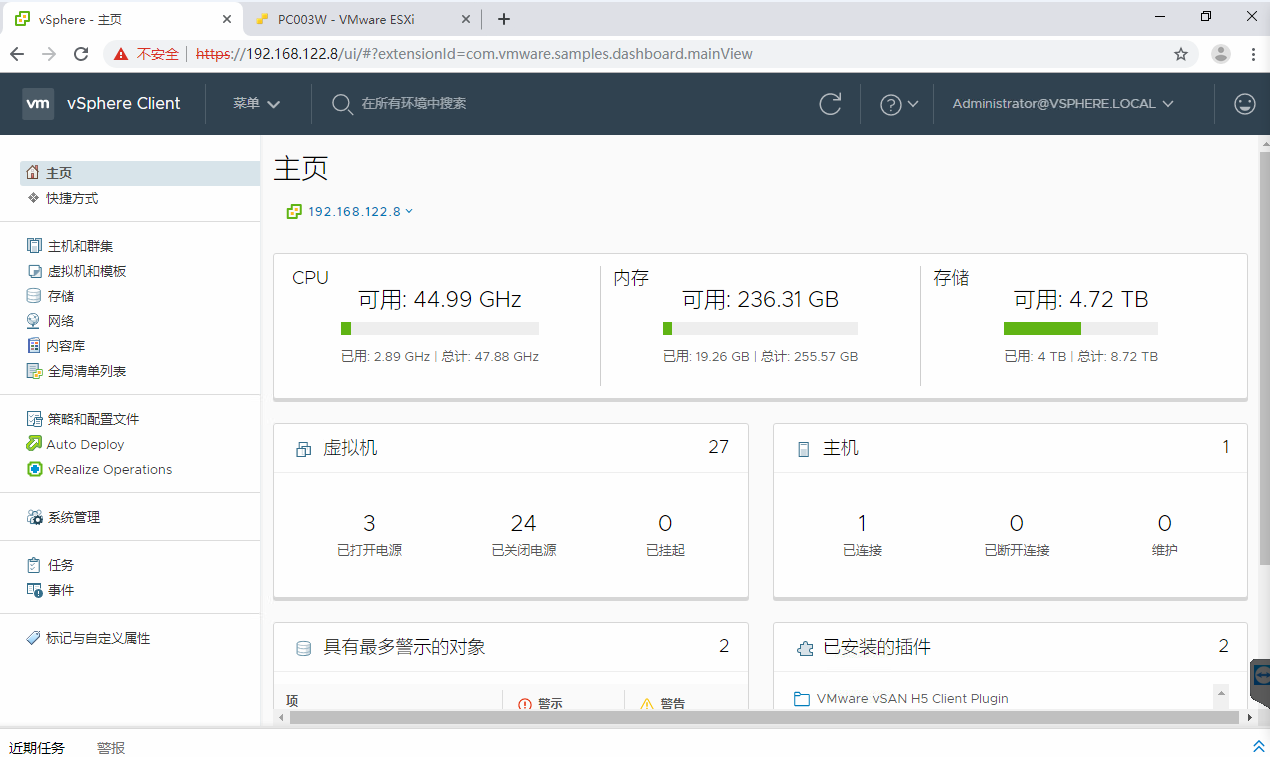 vSphere - 主页
PC003W - VMware ESXi
不安全 https://192.168.122.8/ui/#?extensionId=com.vmware.samples.dashboard.mainView
vm vSphere Client 菜单 在所有环境中搜索 Administrator@VSPHERE.LOCAL
主页
快捷方式
主机和群集
虚拟机和模板
存储
网络
内容库
全局清单列表
策略和配置文件
Auto Deploy
vRealize Operations
系统管理
任务
事件
标记与自定义属性
主页
192.168.122.8
CPU
可用: 44.99 GHz
已用: 2.89 GHz | 总计: 47.88 GHz
内存
可用: 236.31 GB
已用: 19.26 GB | 总计: 255.57 GB
存储
可用: 4.72 TB
已用: 4 TB | 总计: 8.72 TB
虚拟机 27
3 24 0
已打开电源 已关闭电源 已挂起
主机 1
1 0 0
已连接 已断开连接 维护
具有最多警示的对象 2
项 警示 警告
已安装的插件 2
VMware vSAN H5 Client Plugin
近期任务 警报